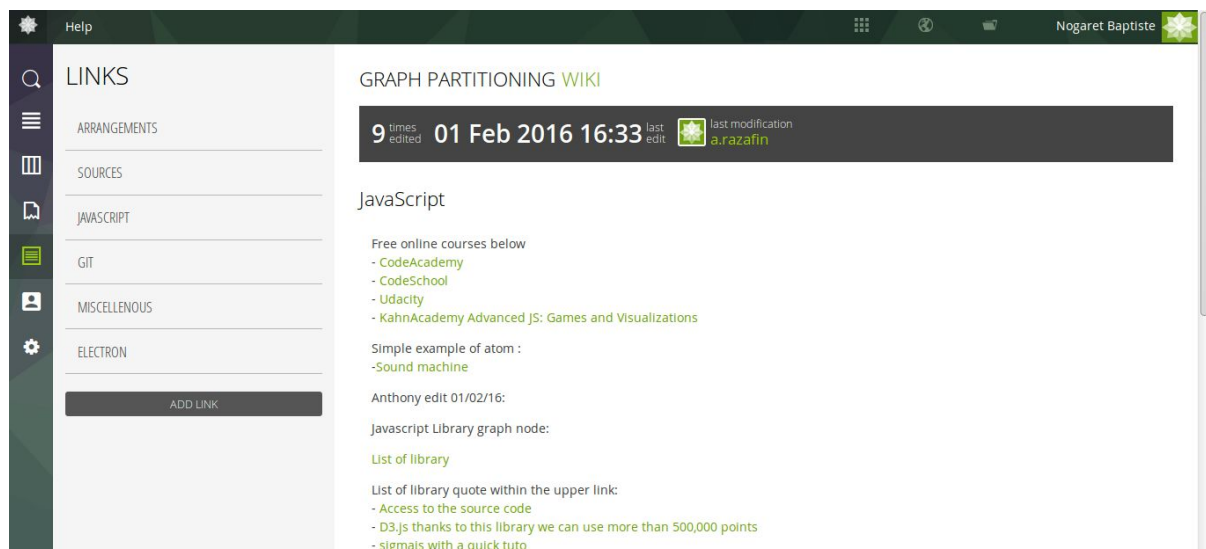 Help
Nogaret Baptiste
LINKS
ARRANGEMENTS
SOURCES
JAVASCRIPT
GIT
MISCELLENOUS
ELECTRON
ADD LINK
GRAPH PARTITIONING WIKI
9 times edited 01 Feb 2016 16:33 last edit last modification a.razafin
JavaScript
Free online courses below
- CodeAcademy
- CodeSchool
- Udacity
- KahnAcademy Advanced JS: Games and Visualizations
Simple example of atom :
-Sound machine
Anthony edit 01/02/16:
Javascript Library graph node:
List of library
List of library quote within the upper link:
- Access to the source code
- D3.js thanks to this library we can use more than 500,000 points
- sigmajs with a quick tuto